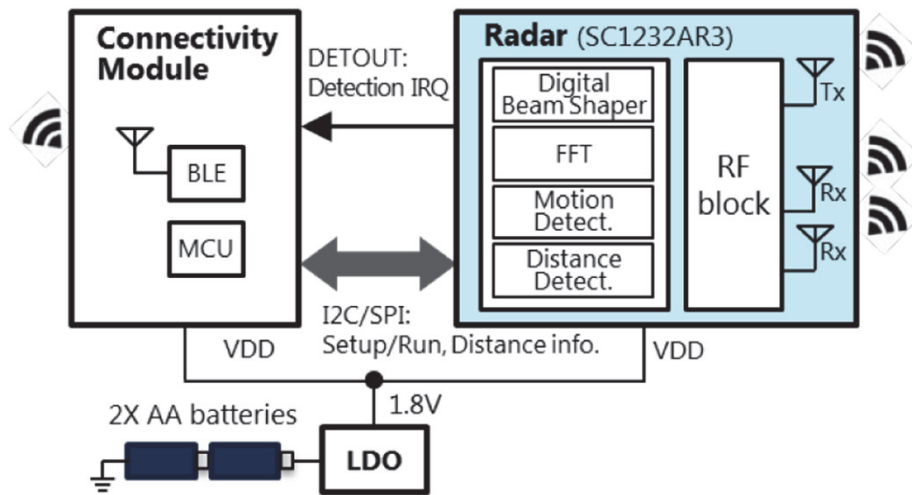 Connectivity
Module
BLE
MCU
DETOUT:
Detection IRQ
I2C/SPI:
Setup/Run, Distance info.
Radar (SC1232AR3)
Digital
Beam Shaper
FFT
Motion
Detect.
Distance
Detect.
RF
block
Tx
Rx
Rx
VDD
VDD
1.8V
2X AA batteries
LDO